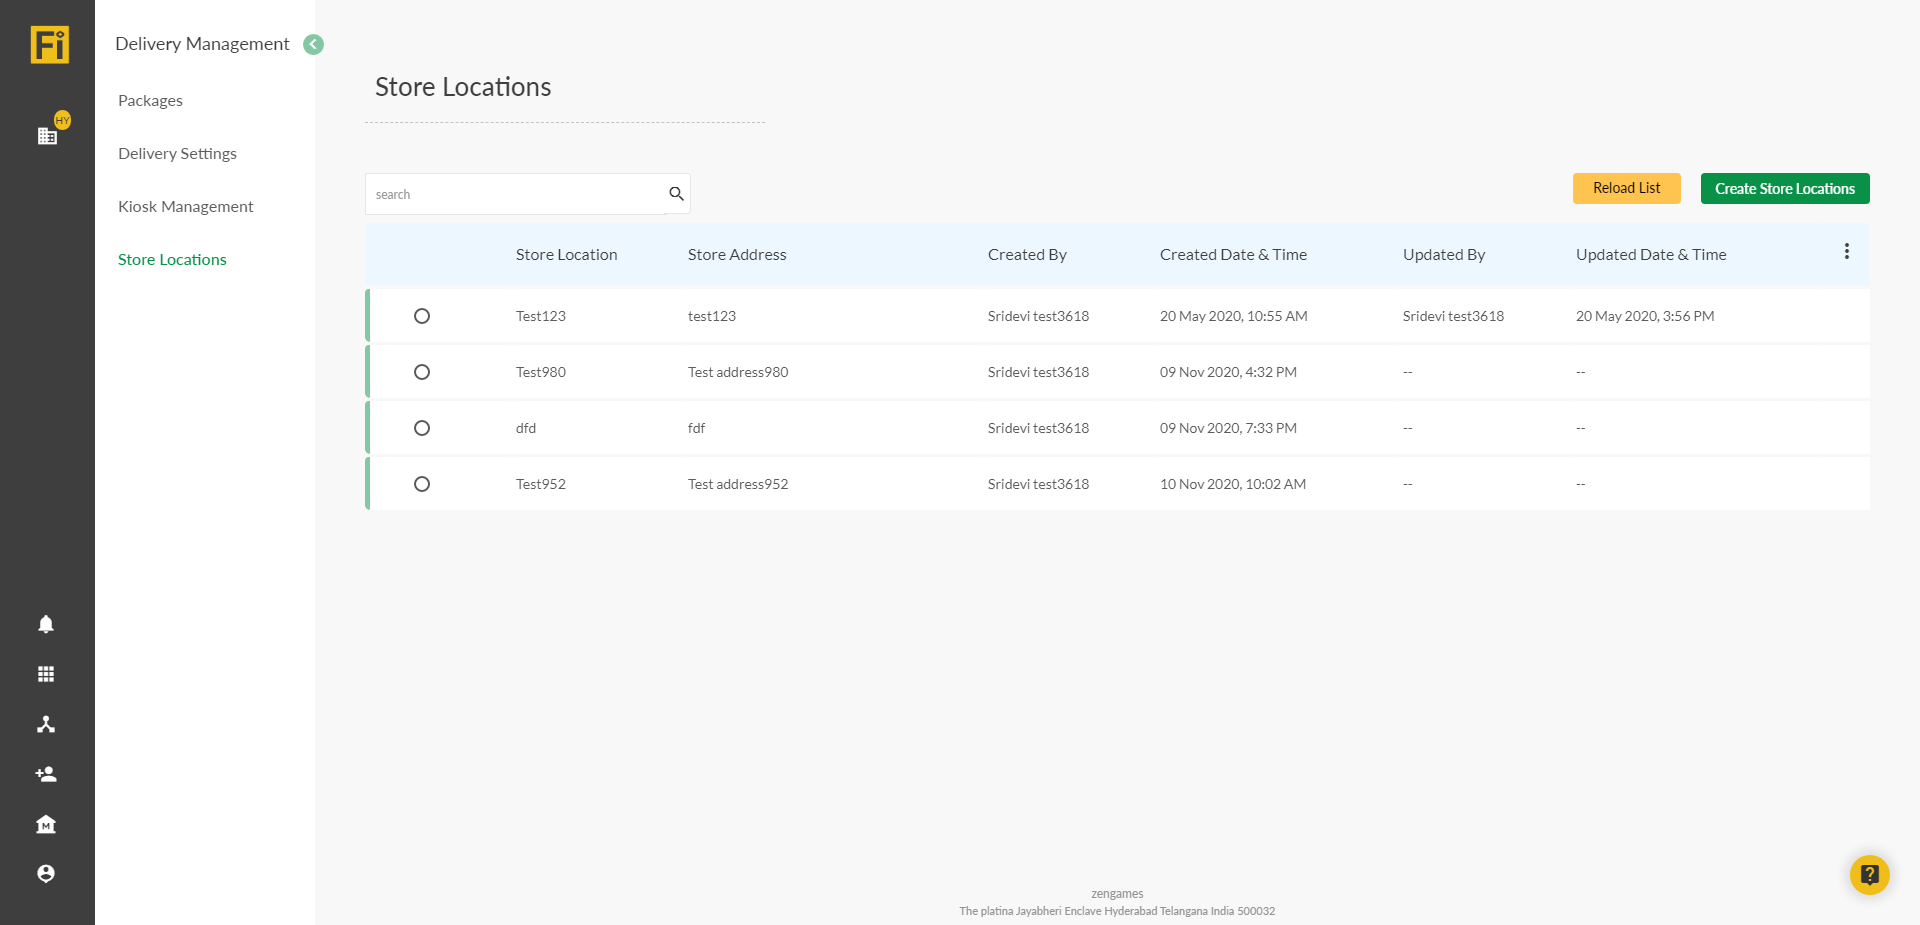 Fi
HY
Delivery Management
Packages
Delivery Settings
Kiosk Management
Store Locations
Store Locations
search
Reload List
Create Store Locations
Store Location Store Address Created By Created Date & Time Updated By Updated Date & Time
Test123 test123 Sridevi test3618 20 May 2020, 10:55 AM Sridevi test3618 20 May 2020, 3:56 PM
Test980 Test address980 Sridevi test3618 09 Nov 2020, 4:32 PM -- --
dfd fdf Sridevi test3618 09 Nov 2020, 7:33 PM -- --
Test952 Test address952 Sridevi test3618 10 Nov 2020, 10:02 AM -- --
M
?
zengames
The platina Jayabheri Enclave Hyderabad Telangana India 500032